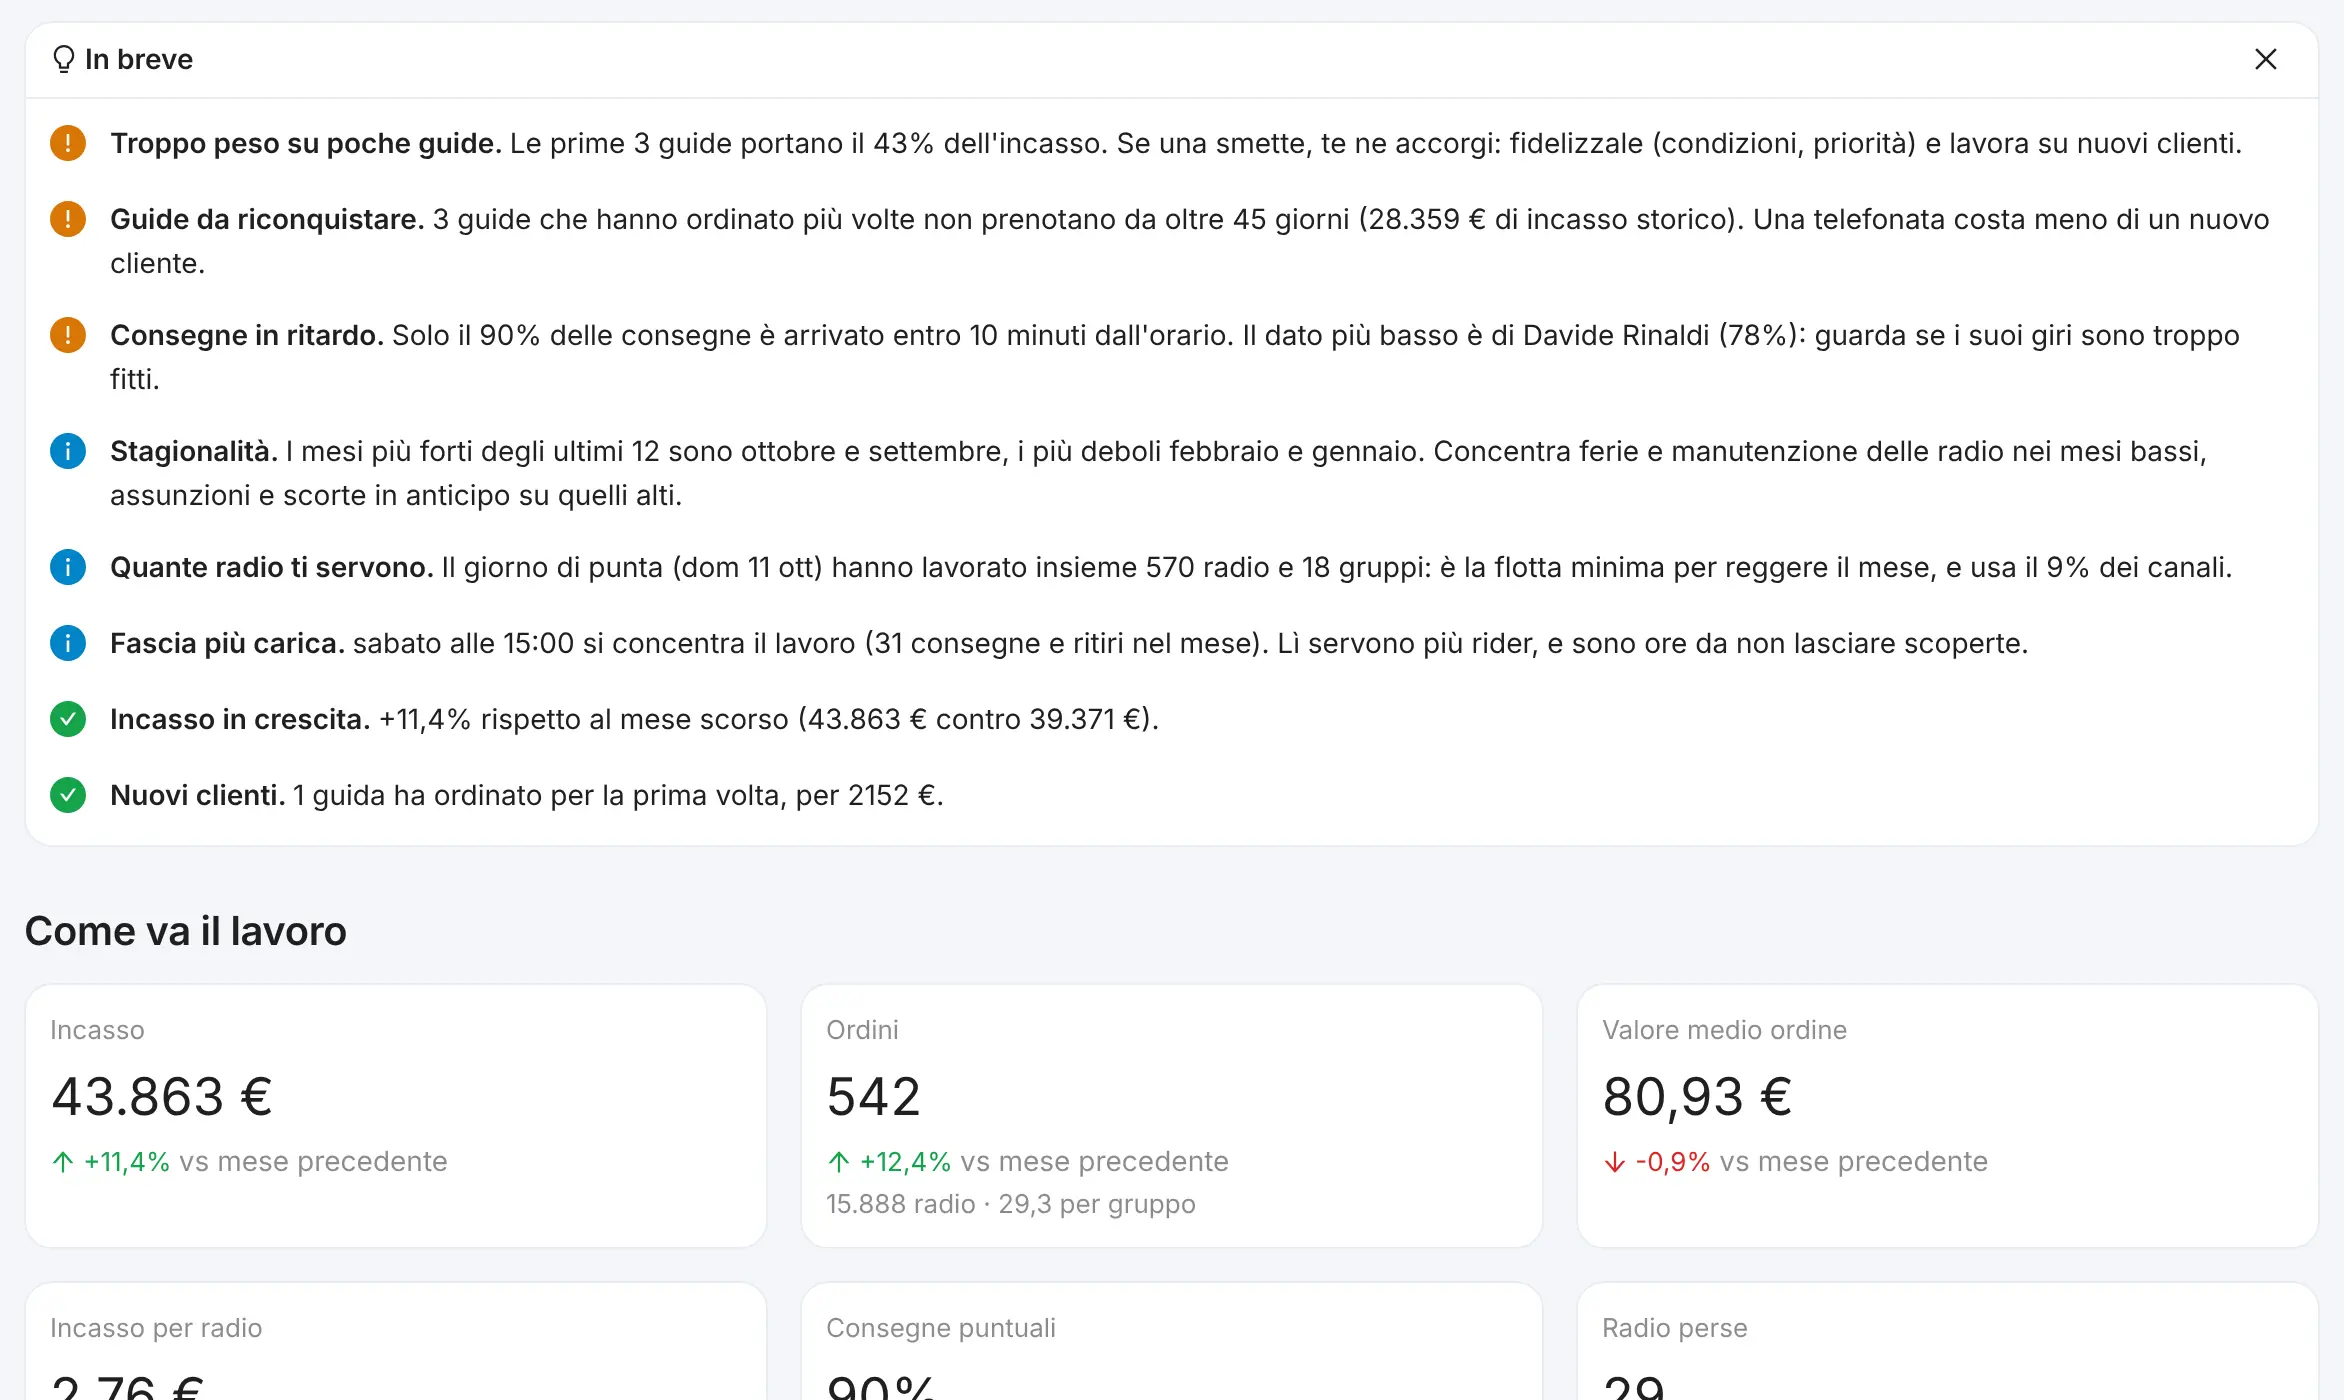 In breve
Troppo peso su poche guide. Le prime 3 guide portano il 43% dell'incasso. Se una smette, te ne accorgi: fidelizzale (condizioni, priorità) e lavora su nuovi clienti.
Guide da riconquistare. 3 guide che hanno ordinato più volte non prenotano da oltre 45 giorni (28.359 € di incasso storico). Una telefonata costa meno di un nuovo
cliente.
Consegne in ritardo. Solo il 90% delle consegne è arrivato entro 10 minuti dall'orario. Il dato più basso è di Davide Rinaldi (78%): guarda se i suoi giri sono troppo
fitti.
Stagionalità. I mesi più forti degli ultimi 12 sono ottobre e settembre, i più deboli febbraio e gennaio. Concentra ferie e manutenzione delle radio nei mesi bassi,
assunzioni e scorte in anticipo su quelli alti.
Quante radio ti servono. Il giorno di punta (dom 11 ott) hanno lavorato insieme 570 radio e 18 gruppi: è la flotta minima per reggere il mese, e usa il 9% dei canali.
Fascia più carica. sabato alle 15:00 si concentra il lavoro (31 consegne e ritiri nel mese). Lì servono più rider, e sono ore da non lasciare scoperte.
Incasso in crescita. +11,4% rispetto al mese scorso (43.863 € contro 39.371 €).
Nuovi clienti. 1 guida ha ordinato per la prima volta, per 2152 €.
Come va il lavoro
Incasso
43.863 €
+11,4% vs mese precedente
Ordini
542
+12,4% vs mese precedente
15.888 radio · 29,3 per gruppo
Valore medio ordine
80,93 €
-0,9% vs mese precedente
Incasso per radio
2,76 €
Consegne puntuali
90%
Radio perse
29